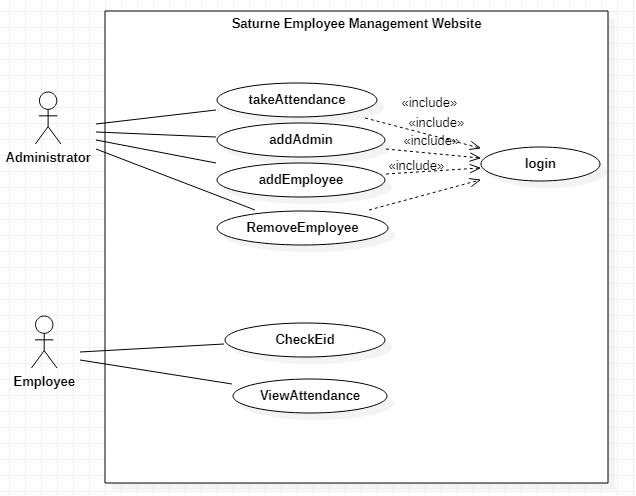 Saturne Employee Management Website
takeAttendance
«include»
«include»
addAdmin
«include»
Administrator
addEmployee
«include»
login
RemoveEmployee
CheckEid
Employee
ViewAttendance